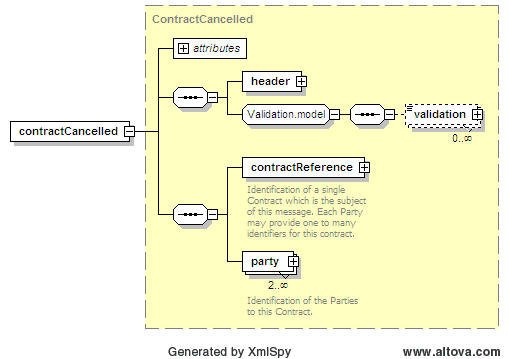 ContractCancelled
attributes
header
Validation.model
validation
0..∞
contractCancelled
contractReference
Identification of a single
Contract which is the subject
of this message. Each Party
may provide one to many
identifiers for this contract.
party
2..∞
Identification of the Parties
to this Contract.
Generated by XmlSpy
www.altova.com